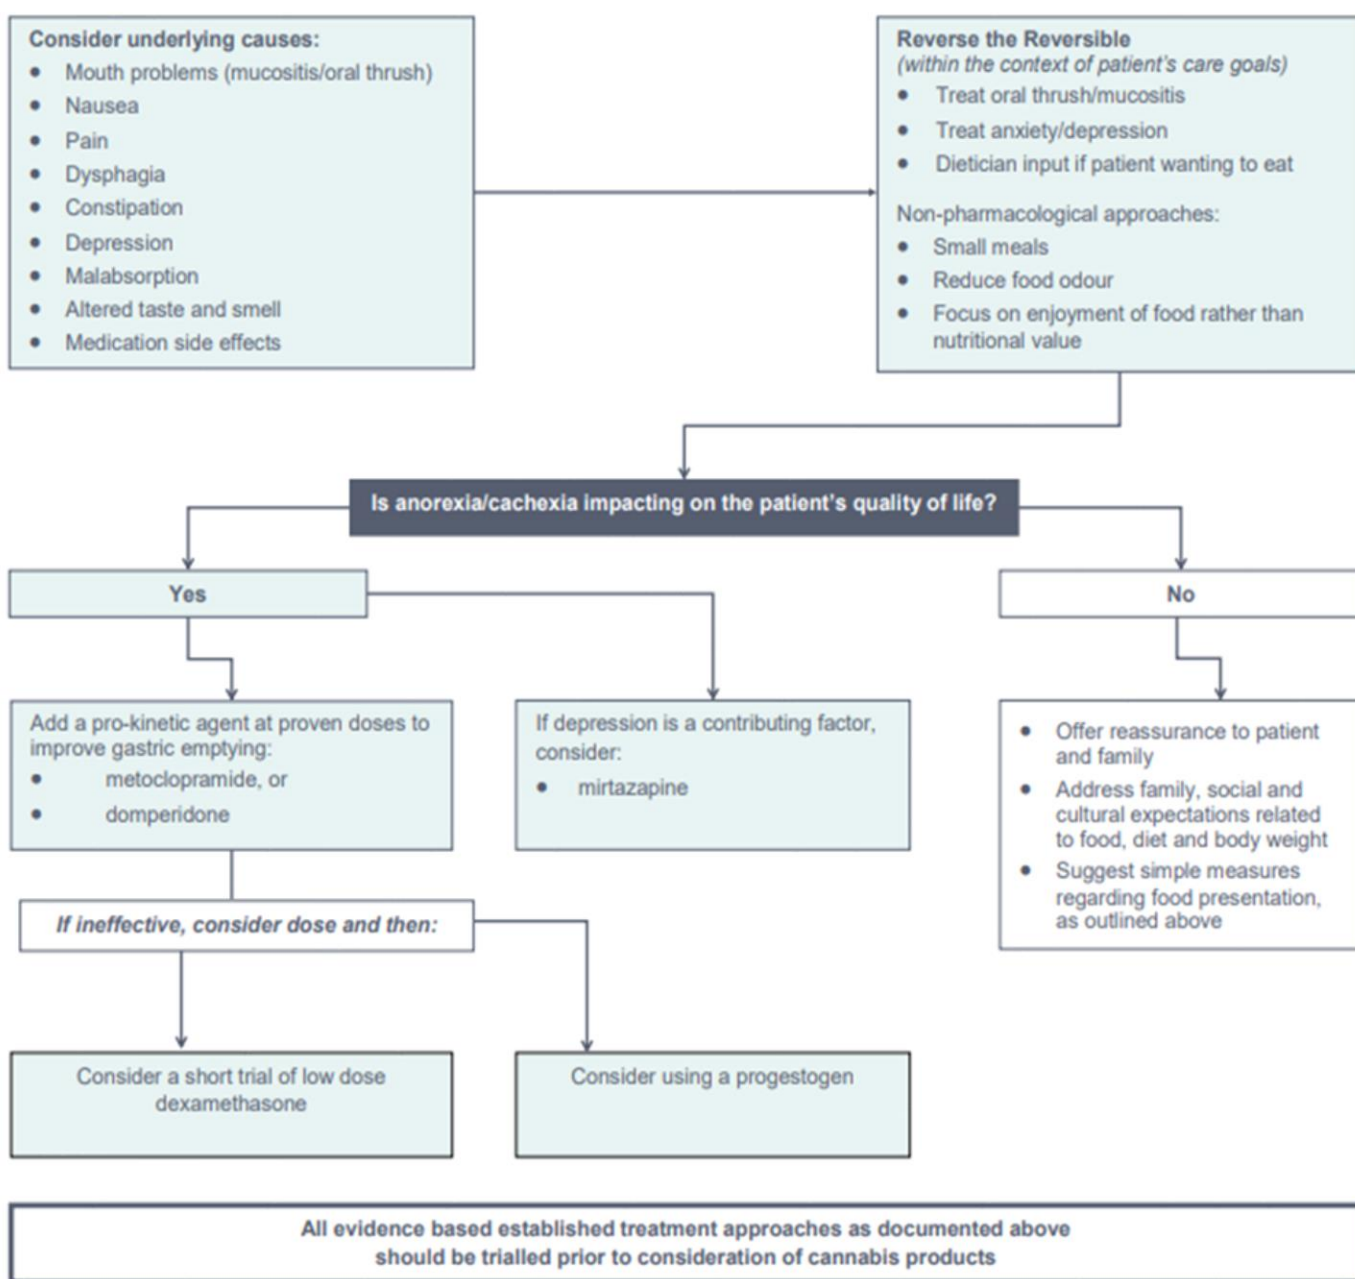 Consider underlying causes:
• Mouth problems (mucositis/oral thrush)
• Nausea
• Pain
• Dysphagia
• Constipation
• Depression
• Malabsorption
• Altered taste and smell
• Medication side effects
Reverse the Reversible
(within the context of patient's care goals)
• Treat oral thrush/mucositis
• Treat anxiety/depression
• Dietician input if patient wanting to eat
Non-pharmacological approaches:
• Small meals
• Reduce food odour
• Focus on enjoyment of food rather than
nutritional value
Is anorexia/cachexia impacting on the patient's quality of life?
Yes
No
Add a pro-kinetic agent at proven doses to
improve gastric emptying:
• metoclopramide, or
• domperidone
If depression is a contributing factor,
consider:
• mirtazapine
• Offer reassurance to patient
and family
• Address family, social and
cultural expectations related
to food, diet and body weight
• Suggest simple measures
regarding food presentation,
as outlined above
If ineffective, consider dose and then:
Consider a short trial of low dose
dexamethasone
Consider using a progestogen
All evidence based established treatment approaches as documented above
should be trialled prior to consideration of cannabis products